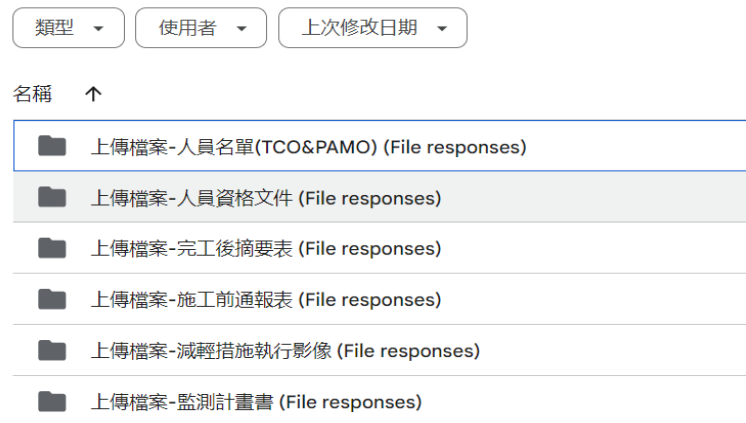 類型 使用者 上次修改日期
名稱 ↑
上傳檔案-人員名單(TCO&PAMO) (File responses)
上傳檔案-人員資格文件 (File responses)
上傳檔案-完工後摘要表 (File responses)
上傳檔案-施工前通報表 (File responses)
上傳檔案-減輕措施執行影像 (File responses)
上傳檔案-監測計畫書 (File responses)